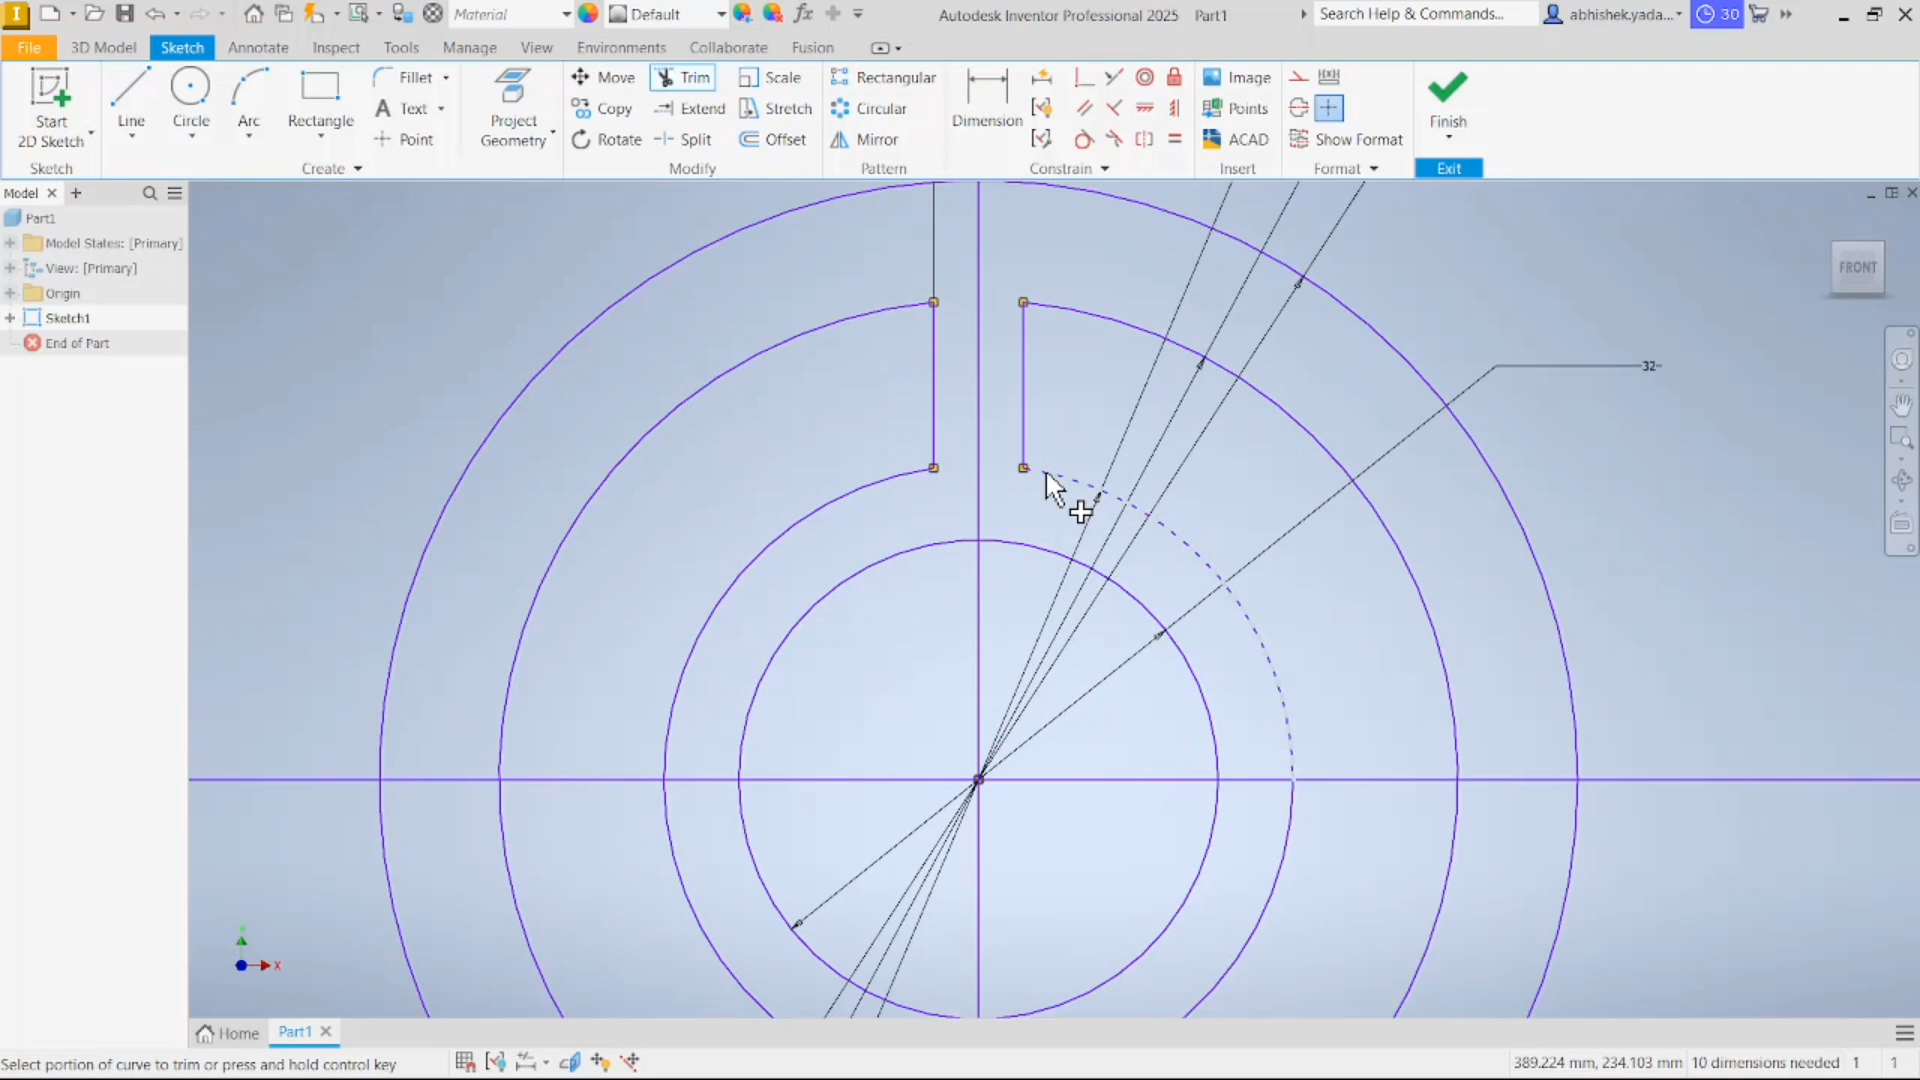 Material
Default
Autodesk Inventor Professional 2025 Part1
Search Help & Commands...
abhishek.yada...
30
File
3D Model
Sketch
Annotate
Inspect
Tools
Manage
View
Environments
Collaborate
Fusion
Start
2D Sketch
Line
Circle
Arc
Rectangle
Fillet
Text
Point
Project
Geometry
Move
Copy
Rotate
Trim
Extend
Split
Scale
Stretch
Offset
Rectangular
Circular
Mirror
Dimension
Image
Points
ACAD
Show Format
Finish
Sketch
Create
Modify
Pattern
Constrain
Insert
Format
Exit
Model
Part1
Model States: [Primary]
View: [Primary]
Origin
Sketch1
End of Part
FRONT
32
X
Home
Part1
Select portion of curve to trim or press and hold control key
389.224 mm, 234.103 mm 10 dimensions needed 1 1